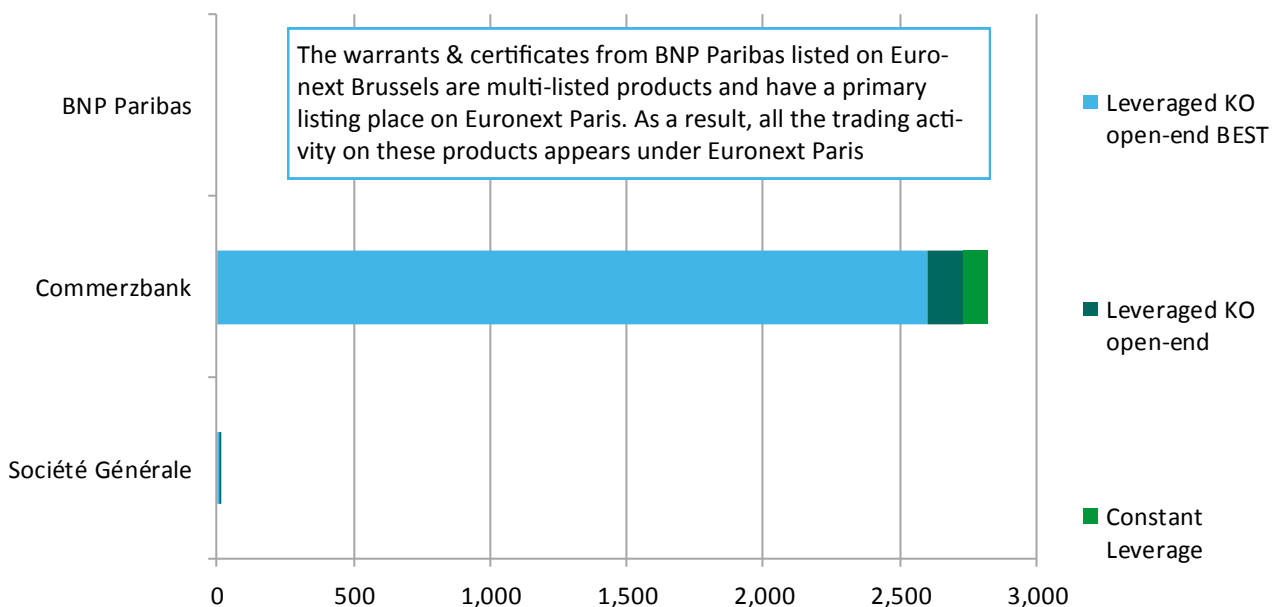 The warrants & certificates from BNP Paribas listed on Euro-
next Brussels are multi-listed products and have a primary
listing place on Euronext Paris. As a result, all the trading acti-
vity on these products appears under Euronext Paris
BNP Paribas
Commerzbank
Société Générale
0 500 1,000 1,500 2,000 2,500 3,000
Leveraged KO
open-end BEST
Leveraged KO
open-end
Constant
Leverage